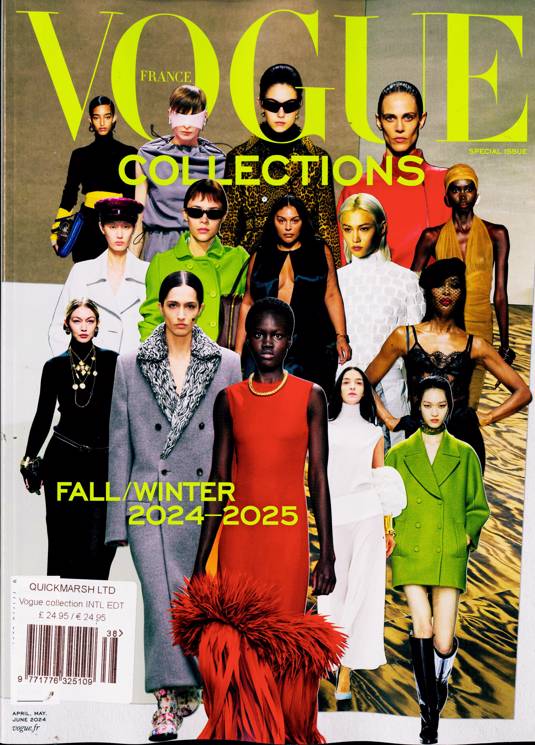 VOGUE
FRANCE
SPECIAL ISSUE
COLLECTIONS
FALL/WINTER
2024–2025
QUICKMARSH LTD
Vogue collection INTL EDT
£ 24.95 / € 24.95
38>
9 771776 325109
APRIL, MAY,
JUNE 2024
vogue.fr